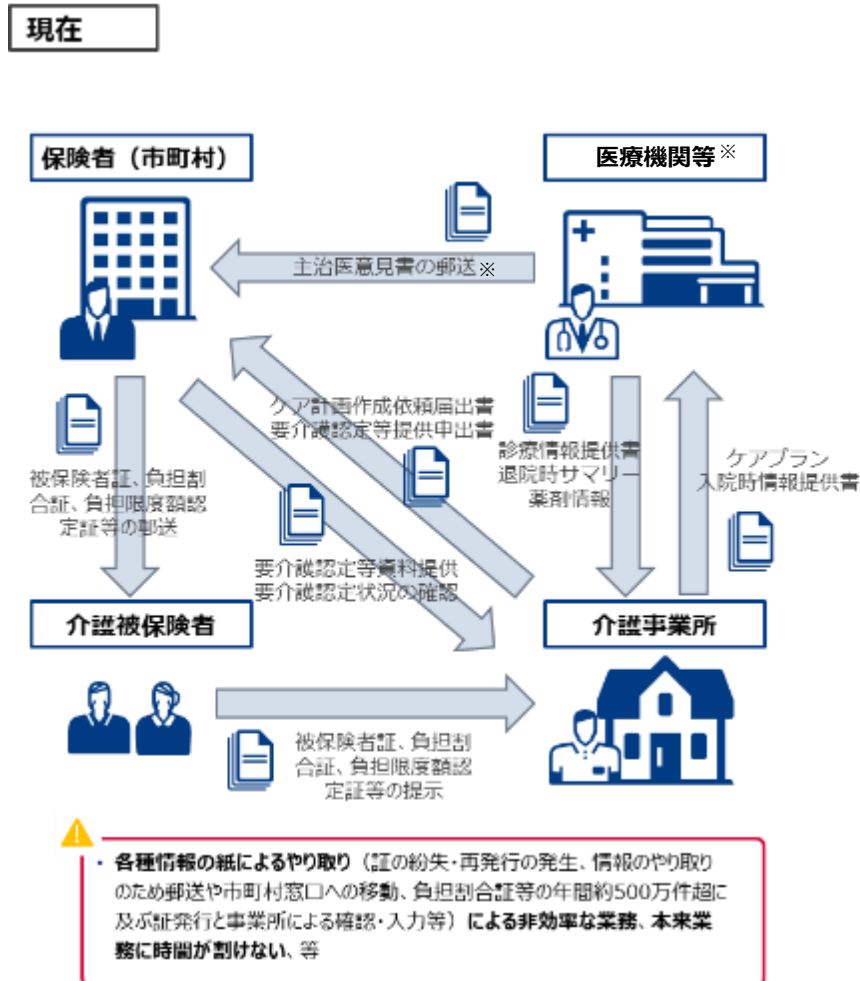 現在
保険者（市町村）
医療機関等※
主治医意見書の郵送※
ケア計画作成依頼届出書
要介護認定等提供申出書
診療情報提供書
退院時サマリー
薬剤情報
ケアプラン
入院時情報提供書
被保険者証、負担割
合証、負担限度額認
定証等の郵送
要介護認定等資料提供
要介護認定状況の確認
介護被保険者
介護事業所
被保険者証、負担割
合証、負担限度額認
定証等の提示
・各種情報の紙によるやり取り（証の紛失・再発行の発生、情報のやり取り
のため郵送や市町村窓口への移動、負担割合証等の年間約500万件超に
及ぶ証発行と事業所による確認・入力等）による非効率な業務、本来業
務に時間が割けない、等